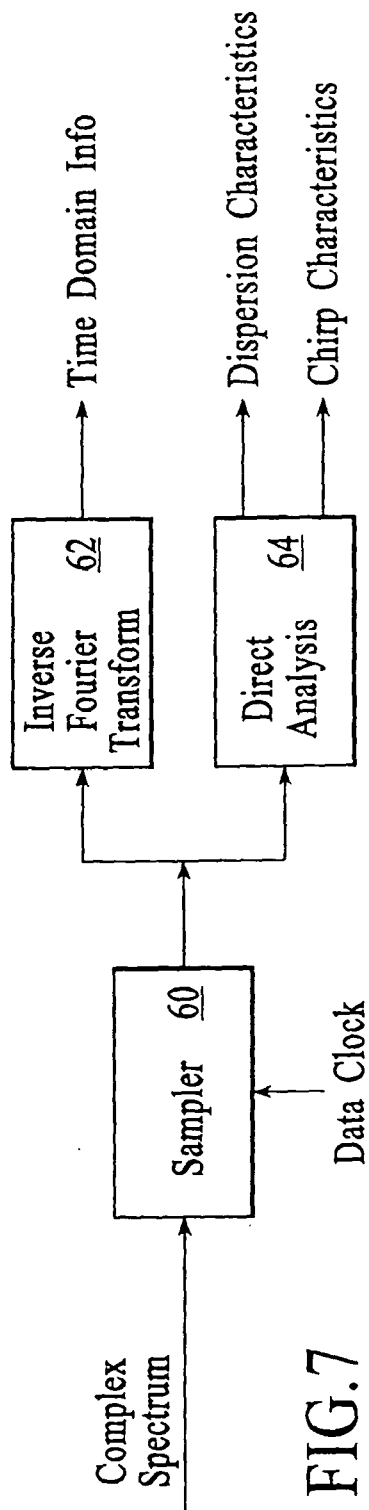 Complex
Spectrum
Sampler 60
Data Clock
Inverse
Fourier 62
Transform
Time Domain Info
Direct
Analysis 64
Dispersion Characteristics
Chirp Characteristics
FIG.7